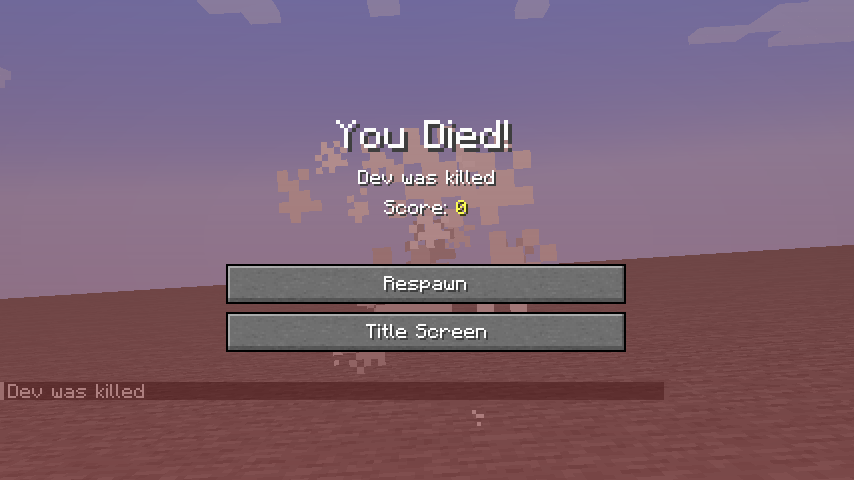 You Died!
Dev was killed
Score: 0
Respawn
Title Screen
Dev was killed